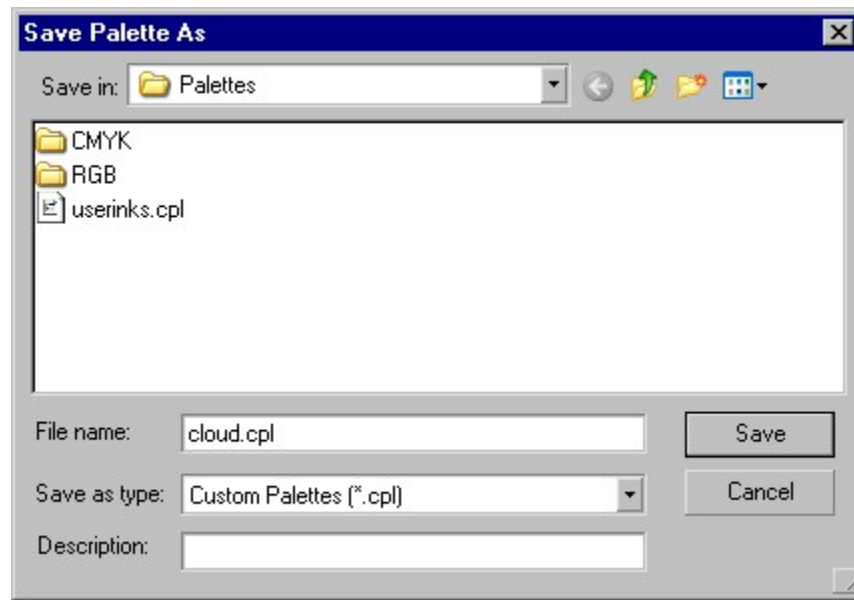 Save Palette As
Save in: Palettes
CMYK
RGB
userinks.cpl
File name: cloud.cpl Save
Save as type: Custom Palettes (*.cpl) Cancel
Description: